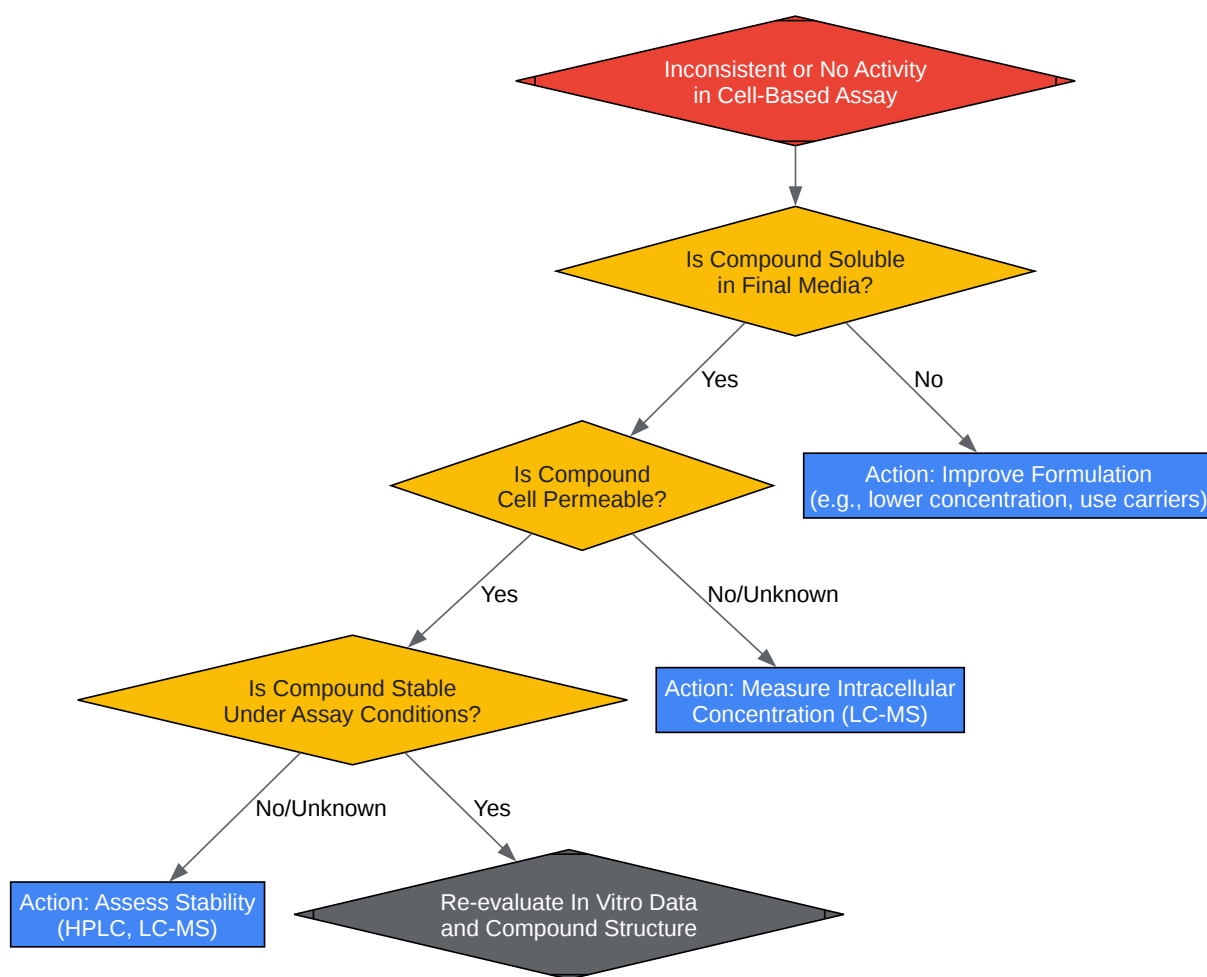 Inconsistent or No Activity
in Cell-Based Assay
Is Compound Soluble
in Final Media?
Yes
No
Is Compound
Cell Permeable?
Action: Improve Formulation
(e.g., lower concentration, use carriers)
Yes
No/Unknown
Is Compound Stable
Under Assay Conditions?
Action: Measure Intracellular
Concentration (LC-MS)
No/Unknown
Yes
Action: Assess Stability
(HPLC, LC-MS)
Re-evaluate In Vitro Data
and Compound Structure